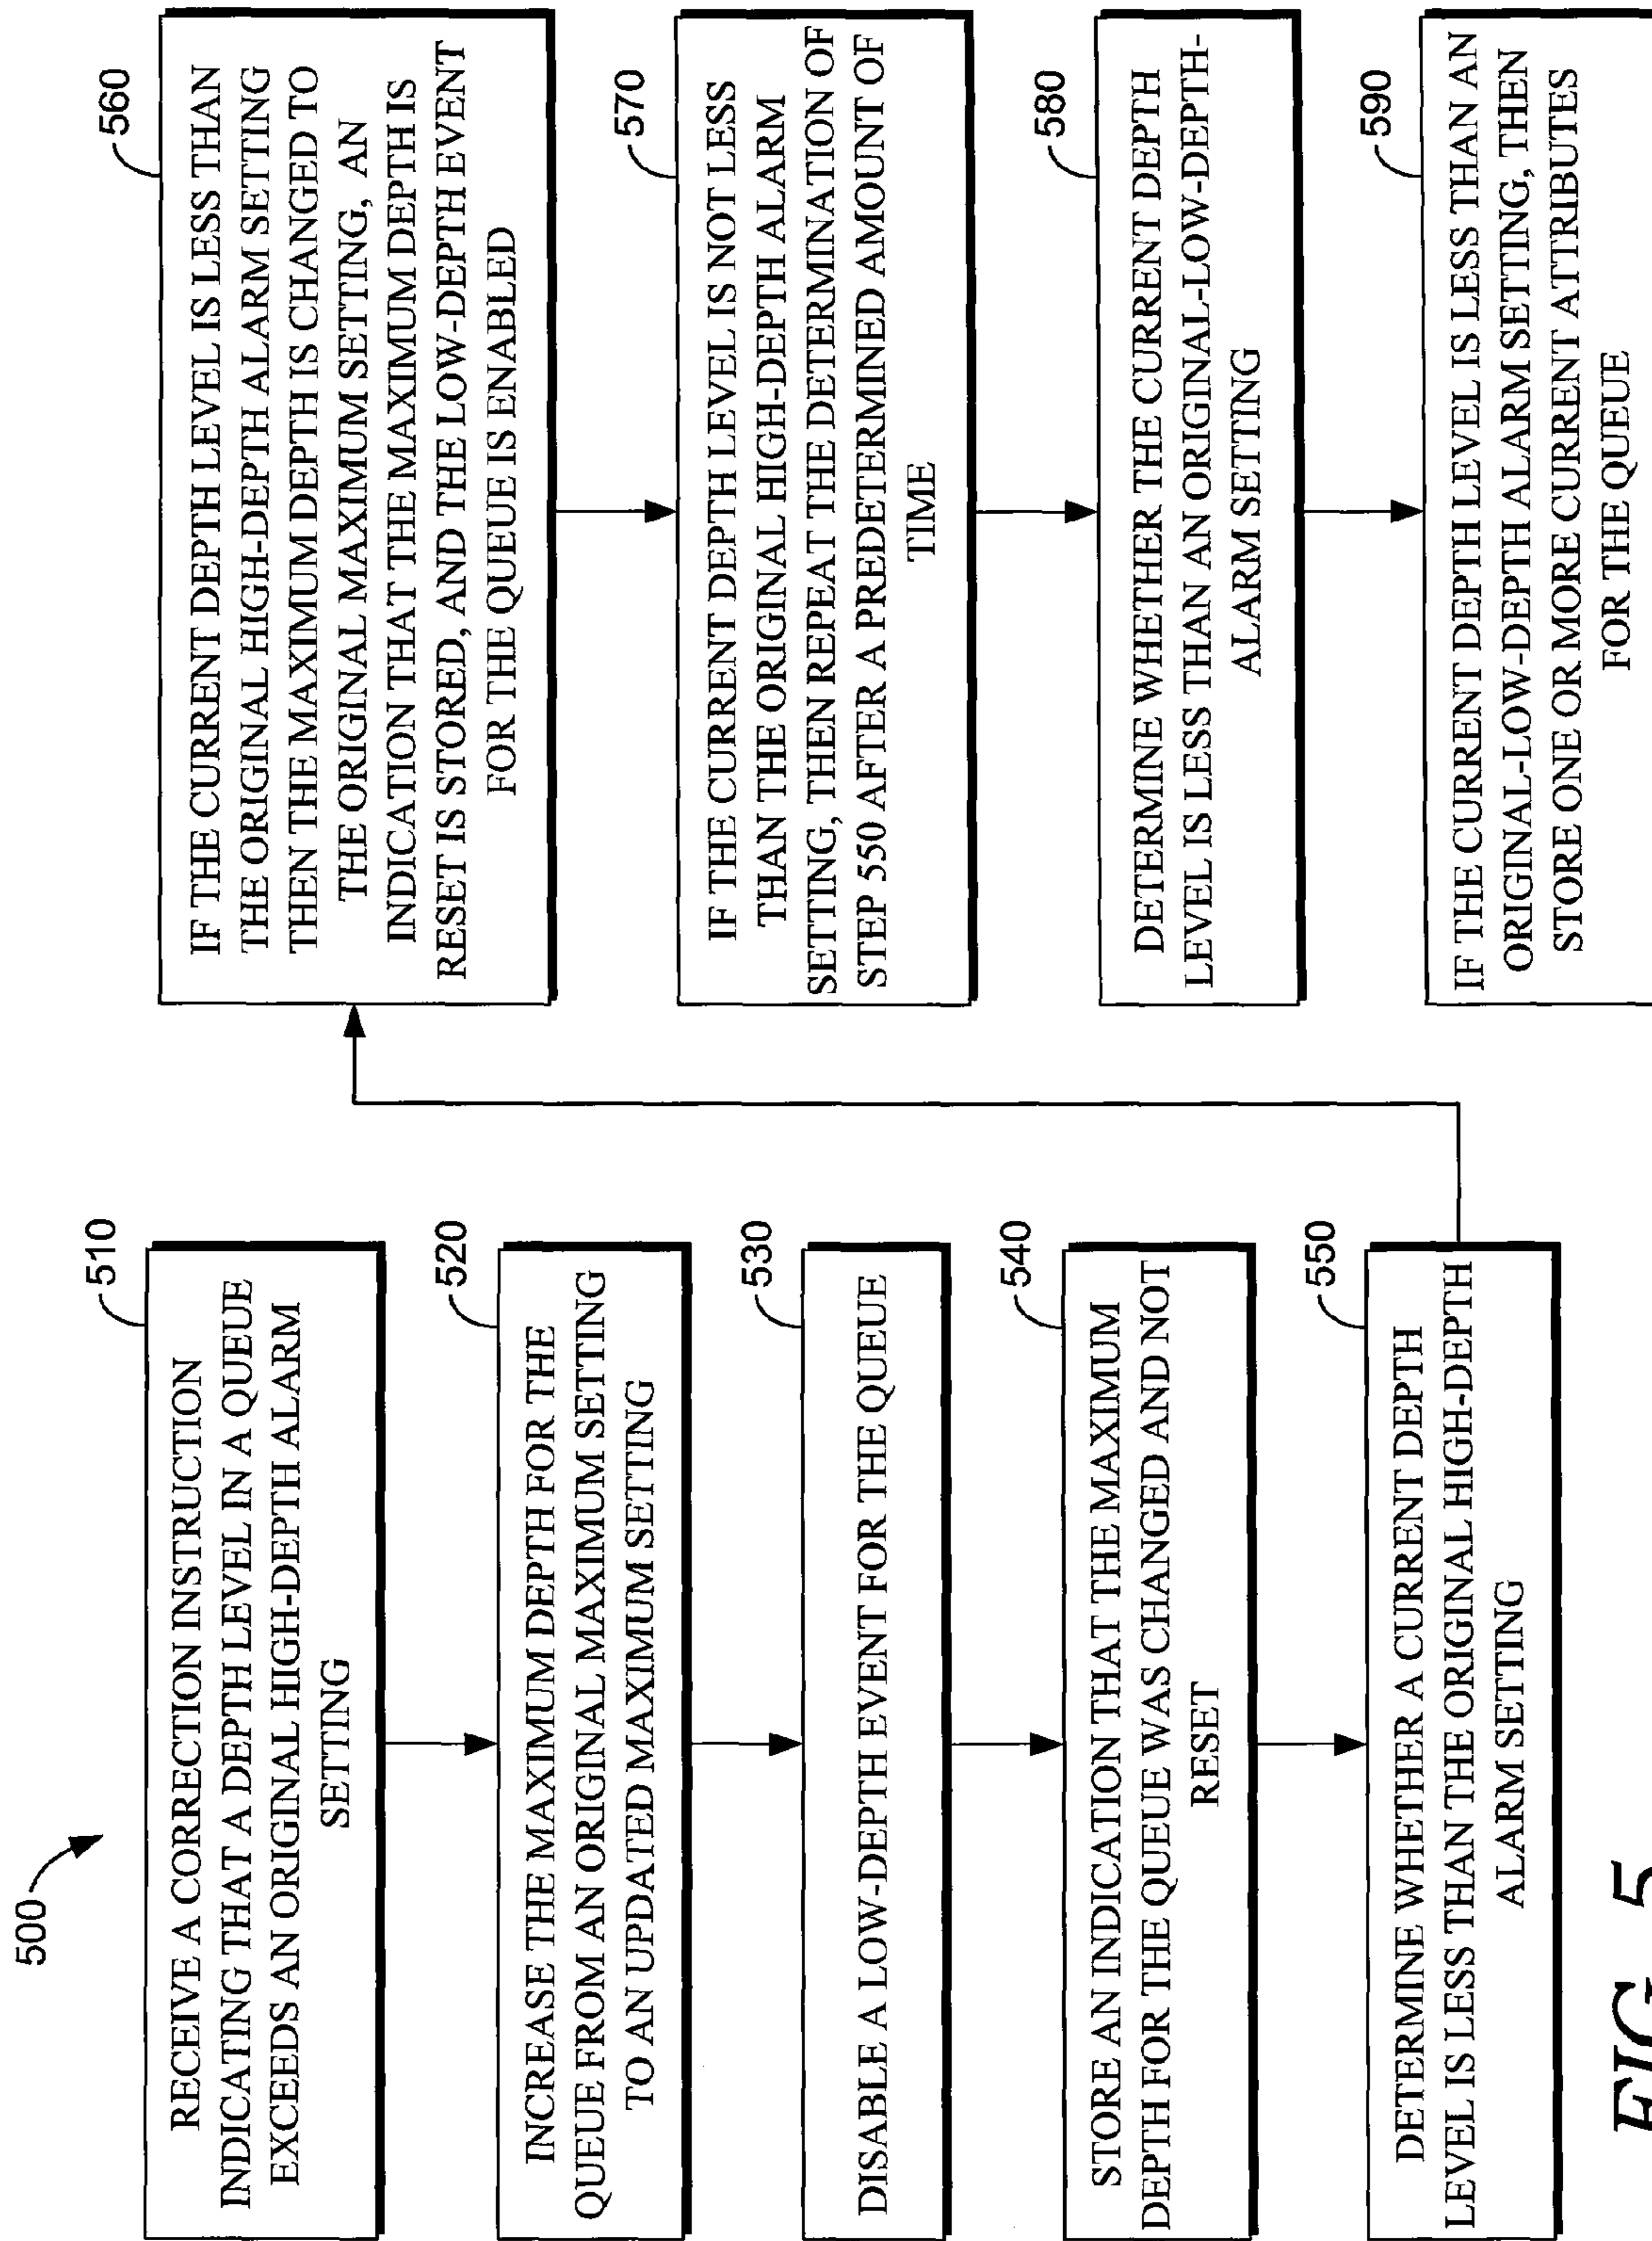 500
510
RECEIVE A CORRECTION INSTRUCTION
INDICATING THAT A DEPTH LEVEL IN A QUEUE
EXCEEDS AN ORIGINAL HIGH-DEPTH ALARM
SETTING
520
INCREASE THE MAXIMUM DEPTH FOR THE
QUEUE FROM AN ORIGINAL MAXIMUM SETTING
TO AN UPDATED MAXIMUM SETTING
530
DISABLE A LOW-DEPTH EVENT FOR THE QUEUE
540
STORE AN INDICATION THAT THE MAXIMUM
DEPTH FOR THE QUEUE WAS CHANGED AND NOT
RESET
550
DETERMINE WHETHER A CURRENT DEPTH
LEVEL IS LESS THAN THE ORIGINAL HIGH-DEPTH
ALARM SETTING
560
IF THE CURRENT DEPTH LEVEL IS LESS THAN
THE ORIGINAL HIGH-DEPTH ALARM SETTING
THEN THE MAXIMUM DEPTH IS CHANGED TO
THE ORIGINAL MAXIMUM SETTING, AN
INDICATION THAT THE MAXIMUM DEPTH IS
RESET IS STORED, AND THE LOW-DEPTH EVENT
FOR THE QUEUE IS ENABLED
570
IF THE CURRENT DEPTH LEVEL IS NOT LESS
THAN THE ORIGINAL HIGH-DEPTH ALARM
SETTING, THEN REPEAT THE DETERMINATION OF
STEP 550 AFTER A PREDETERMINED AMOUNT OF
TIME
580
DETERMINE WHETHER THE CURRENT DEPTH
LEVEL IS LESS THAN AN ORIGINAL-LOW-DEPTH-
ALARM SETTING
590
IF THE CURRENT DEPTH LEVEL IS LESS THAN AN
ORIGINAL-LOW-DEPTH ALARM SETTING, THEN
STORE ONE OR MORE CURRENT ATTRIBUTES
FOR THE QUEUE
FIG. 5